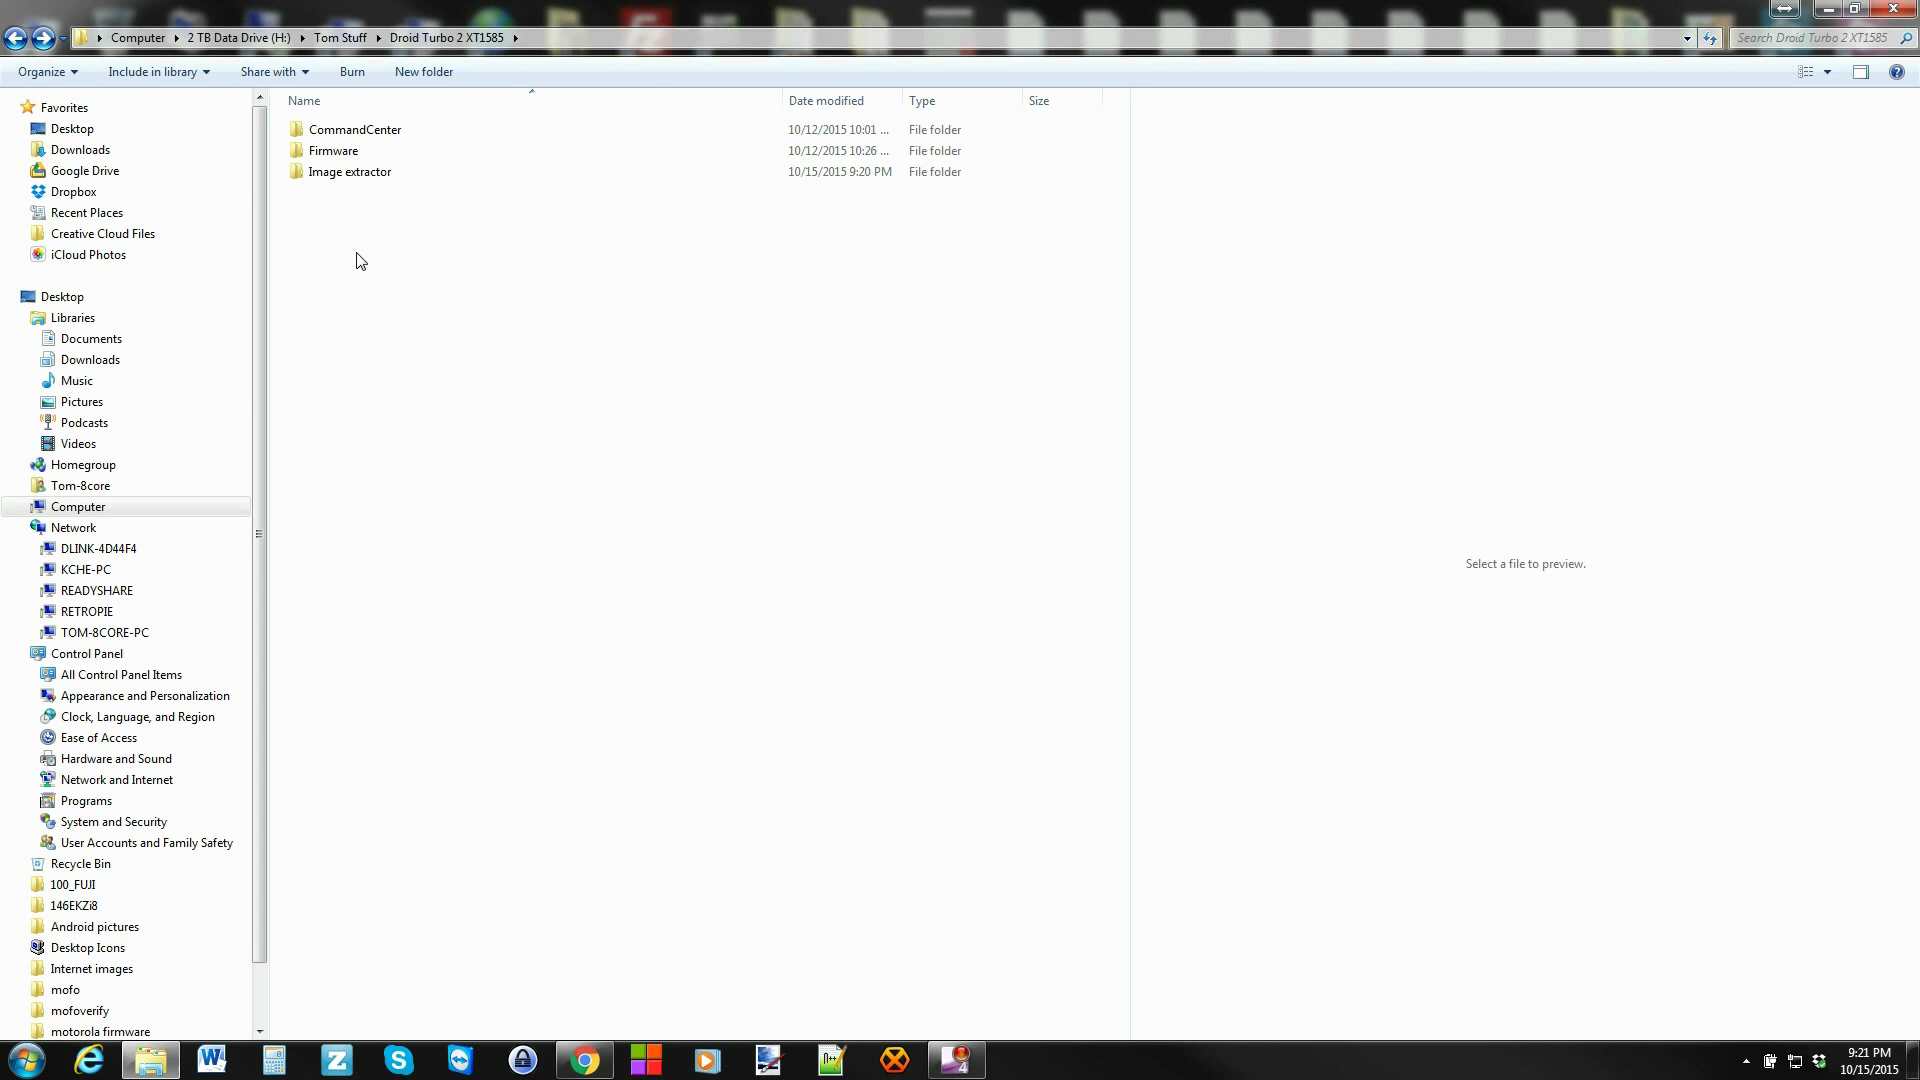 Computer
2 TB Data Drive (H:)
Tom Stuff
Droid Turbo 2 XT1585
Search Droid Turbo 2 XT1585
Organize
Include in library
Share with
Burn
New folder
Favorites
Desktop
Downloads
Google Drive
Dropbox
Recent Places
Creative Cloud Files
iCloud Photos
Desktop
Libraries
Documents
Downloads
Music
Pictures
Podcasts
Videos
Homegroup
Tom-8core
Computer
Network
DLINK-4D44F4
KCHE-PC
READYSHARE
RETROPIE
TOM-8CORE-PC
Control Panel
All Control Panel Items
Appearance and Personalization
Clock, Language, and Region
Ease of Access
Hardware and Sound
Network and Internet
Programs
System and Security
User Accounts and Family Safety
Recycle Bin
100_FUJI
146EKZi8
Android pictures
Desktop Icons
Internet images
mofo
mofoverify
motorola firmware
Name Date modified Type Size
CommandCenter 10/12/2015 10:01 ... File folder
Firmware 10/12/2015 10:26 ... File folder
Image extractor 10/15/2015 9:20 PM File folder
Select a file to preview.
9:21 PM
10/15/2015